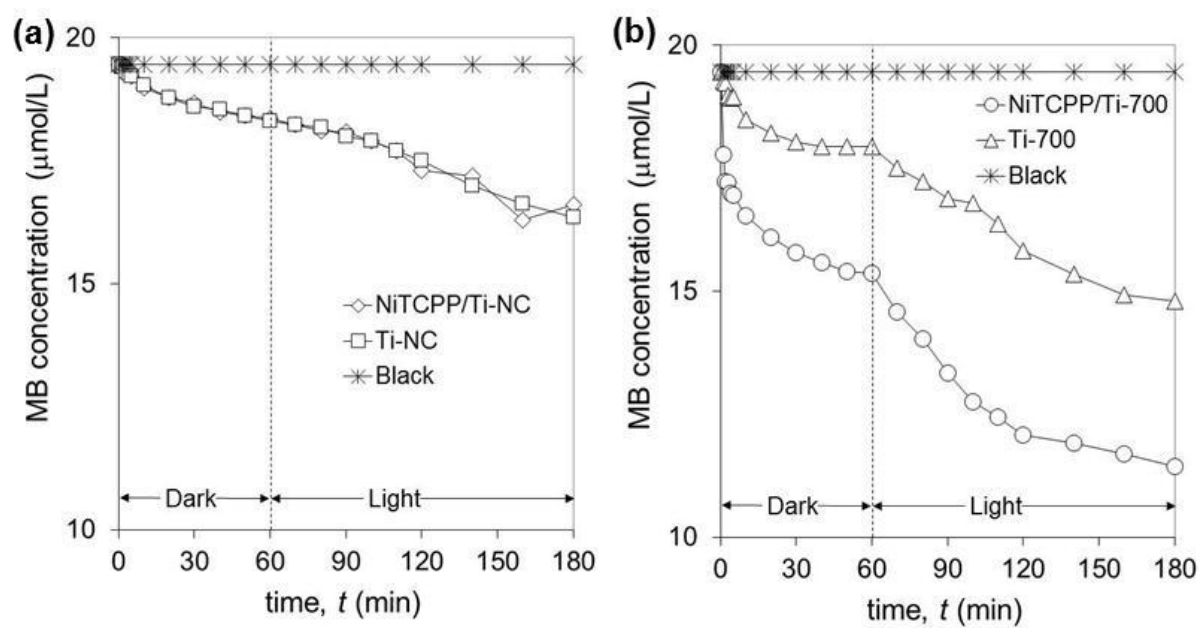 (a)
MB concentration (μmol/L)
20
15
10
NiTCPP/Ti-NC
Ti-NC
Black
Dark
Light
0 30 60 90 120 150 180
time, t (min)
(b)
MB concentration (μmol/L)
20
15
10
NiTCPP/Ti-700
Ti-700
Black
Dark
Light
0 30 60 90 120 150 180
time, t (min)